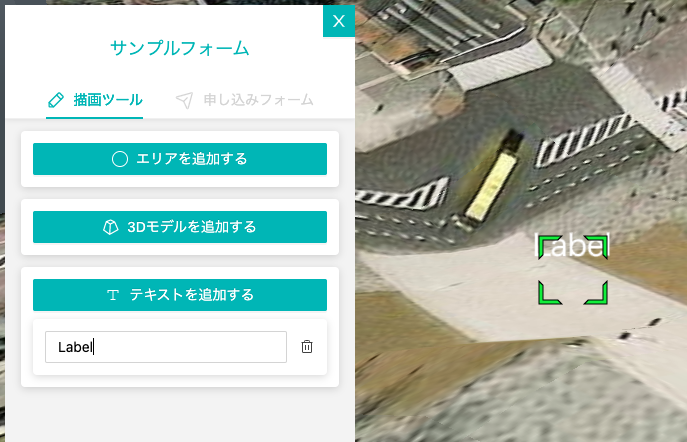 X
サンプルフォーム
描画ツール
申し込みフォーム
エリアを追加する
3Dモデルを追加する
テキストを追加する
Label
Label